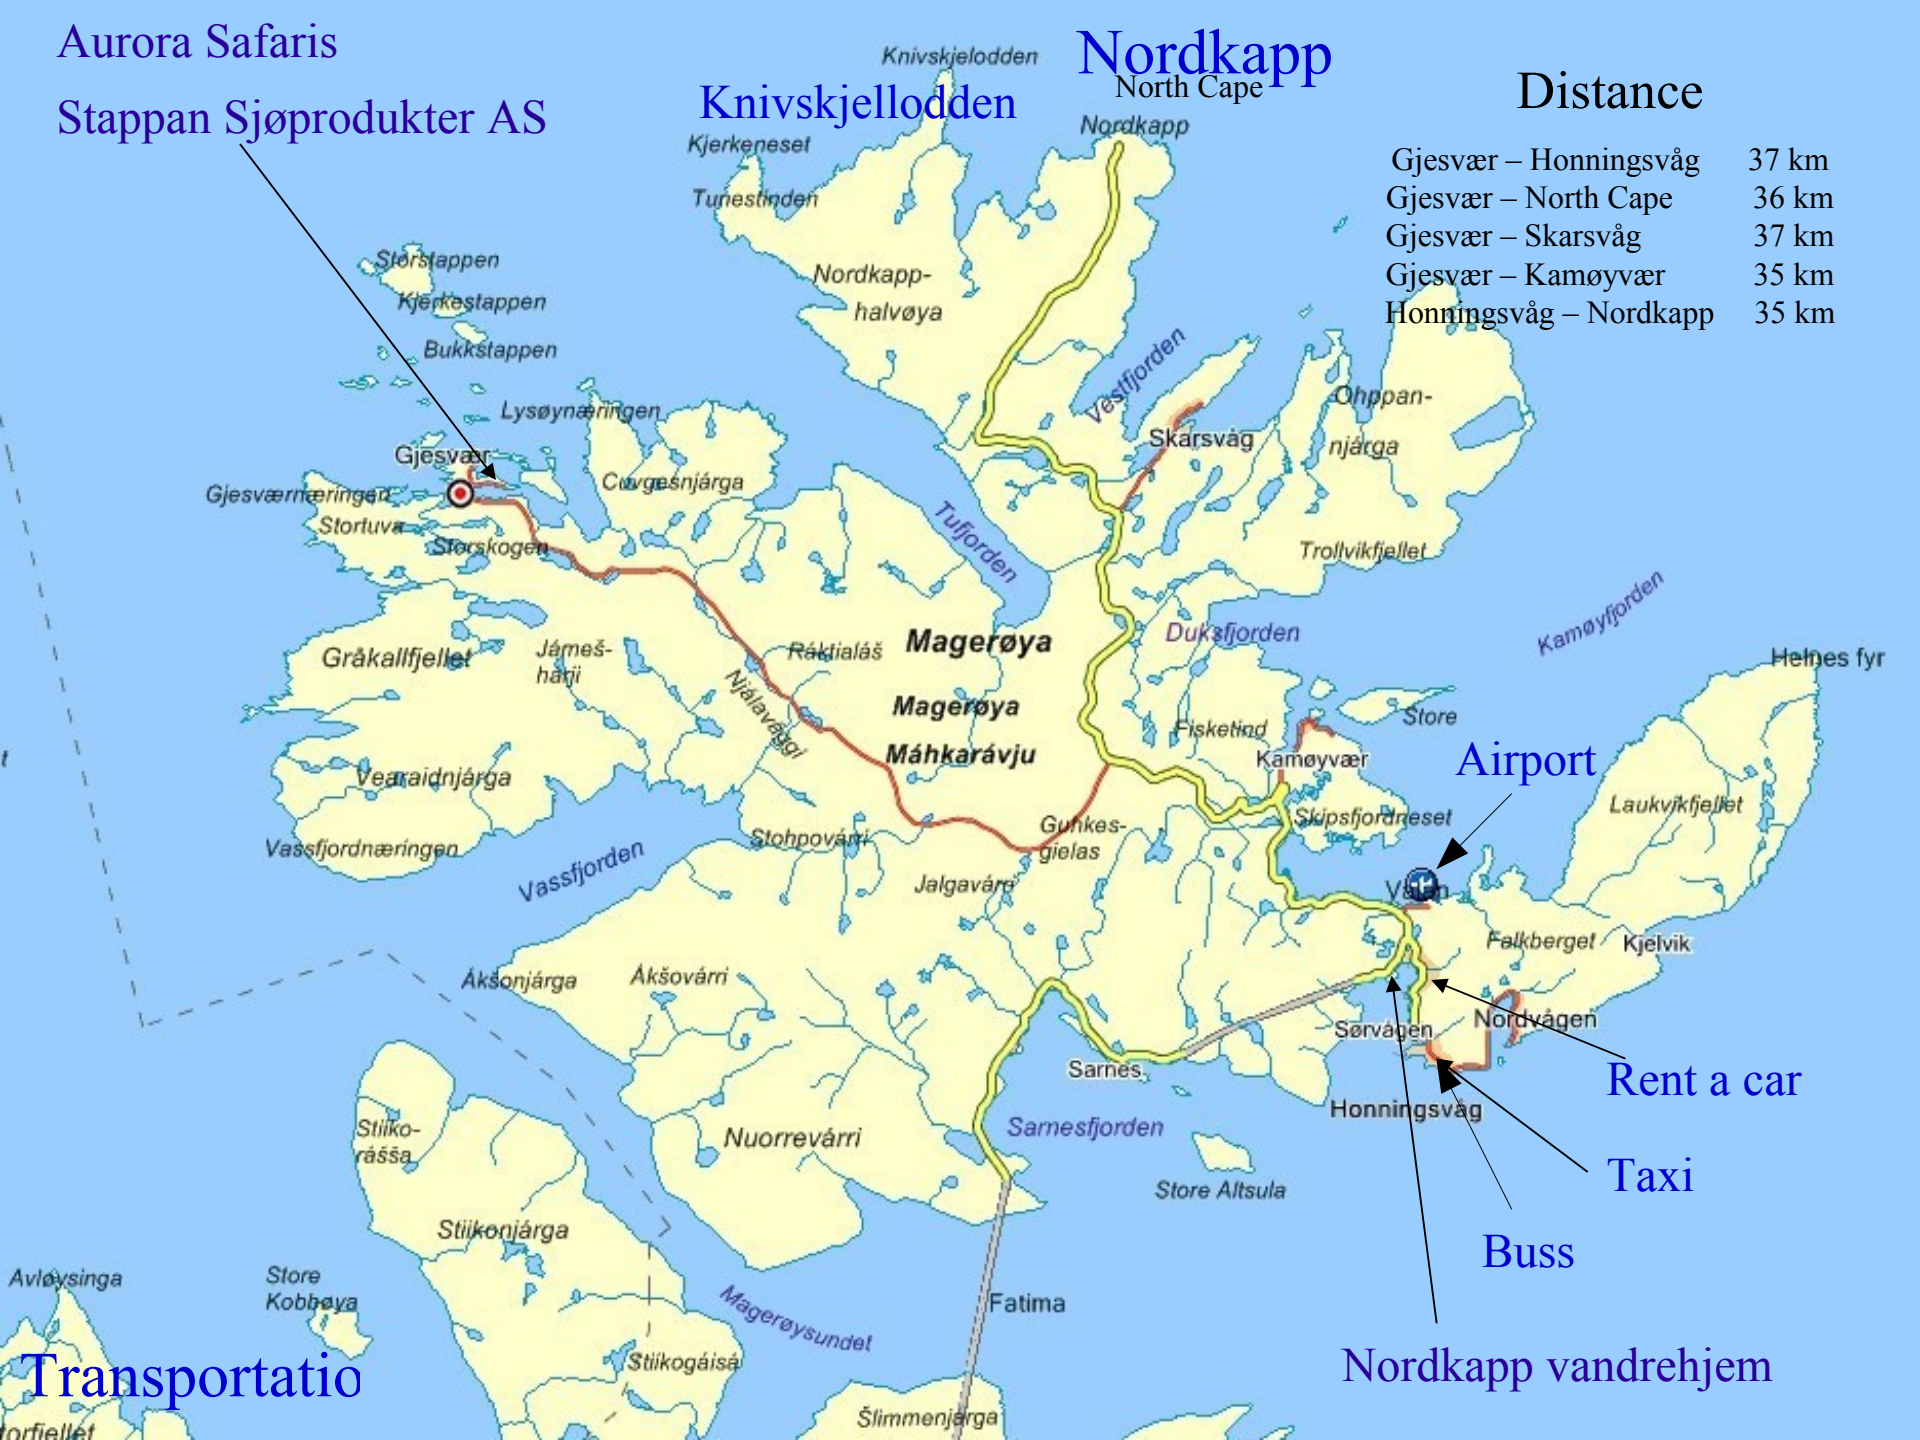 Aurora Safaris
Stappan Sjøprodukter AS
Knivskjelodden
Knivskjellodden
Nordkapp
North Cape
Nordkapp
Distance
Gjesvær – Honningsvåg 37 km
Gjesvær – North Cape 36 km
Gjesvær – Skarsvåg 37 km
Gjesvær – Kamøyvær 35 km
Honningsvåg – Nordkapp 35 km
Kjerkeneset
Tunestinden
Storstappen
Kjerkestappen
Bukkstappen
Nordkapp-
halvøya
Vestfjorden
Lysøynæringen
Ohppan-
njárga
Skarsvåg
Gjesvær
Gjesværnæringen
Cuvgesnjárga
Stortuva
Storskogen
Tufjorden
Trollvikfjellet
Kamøyfjorden
Duksfjorden
Gråkallfjellet
Jámeš-
hárji
Ráktialáš
Magerøya
Magerøya
Máhkarávju
Njálavággi
Helnes fyr
Store
Fisketind
Kamøyvær
Airport
Vearaidnjárga
Laukvikfjellet
Skipsfjordneset
Vassfjordnæringen
Vassfjorden
Stohpovárri
Guhkes-
gielas
Jalgavárri
Valan
Falkberget
Kjelvik
Ákšonjárga
Ákšovárri
Sørvågen
Nordvågen
Sarnes
Rent a car
Honningsvåg
Stiiko-
rášša
Nuorrevárri
Sarnesfjorden
Taxi
Store Altsula
Stiikonjárga
Buss
Avløysinga
Store
Kobbøya
Magerøysundet
Fatima
Transportatio
Stiikogáisá
Nordkapp vandrehjem
Šlimmenjárga
torfjellet